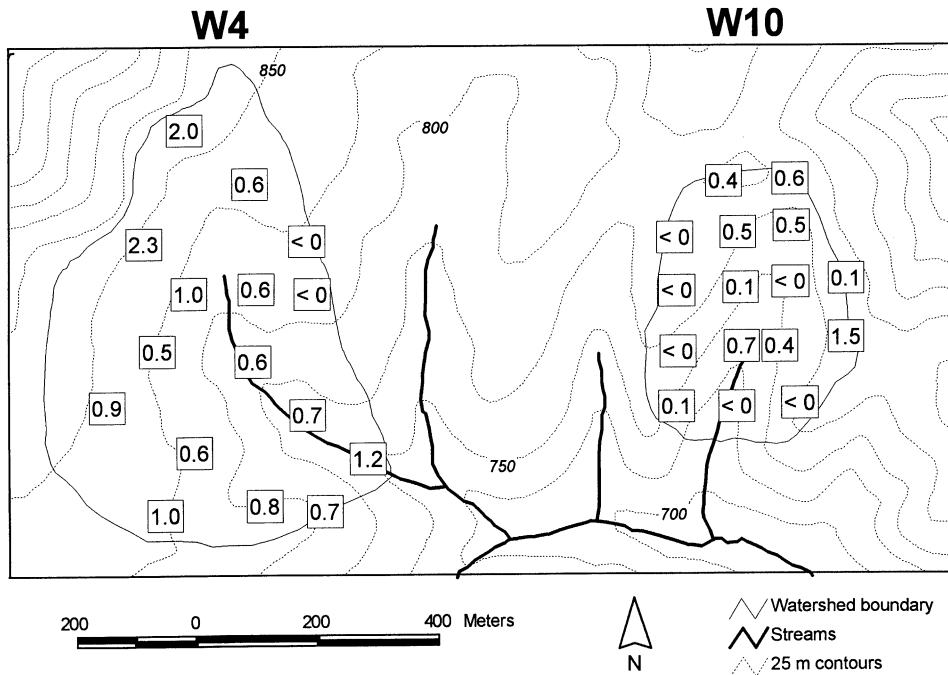 W4 W10
850
800
2.0
0.4 0.6
0.6
2.3 < 0 < 0 0.5 0.5
1.0 0.6 < 0 < 0 0.1 < 0 0.1
0.5 0.6 < 0 0.7 0.4 1.5
0.9 0.7 0.1 < 0 < 0
0.6 1.2 750
1.0 0.8 0.7 700
200 0 200 400 Meters
N
Watershed boundary
Streams
25 m contours